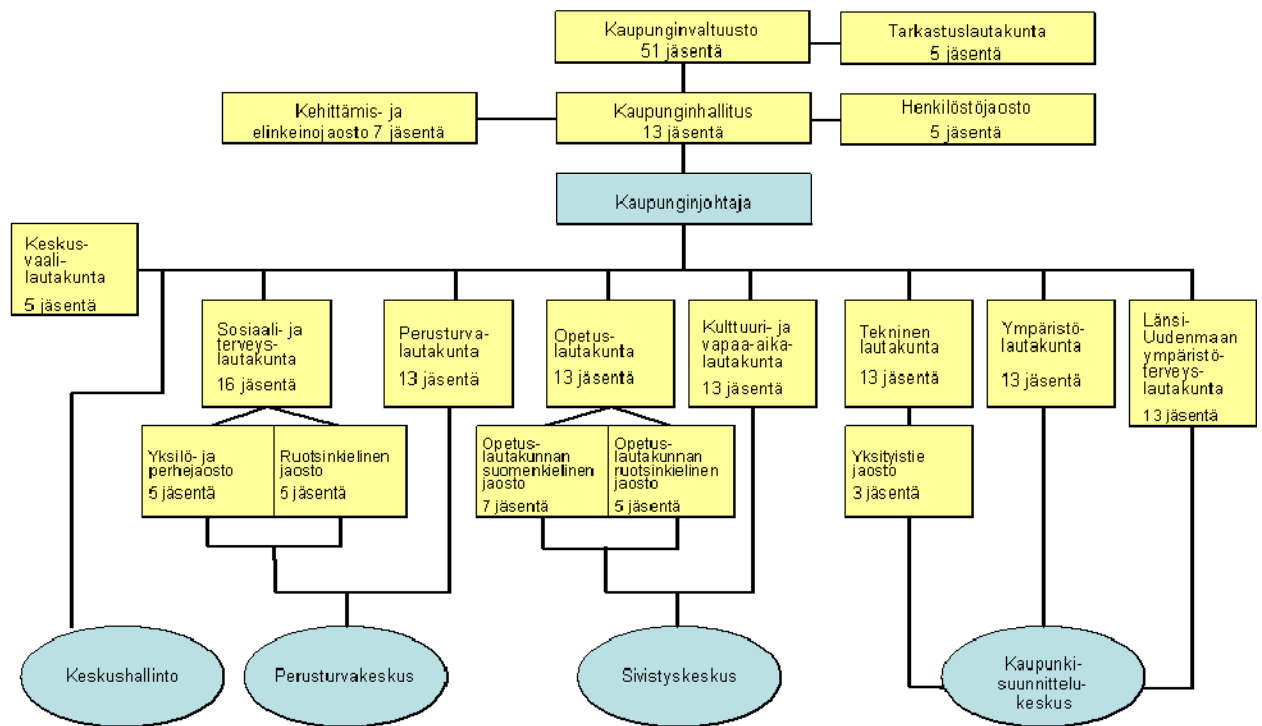 Kaupunginvaltuusto
51 jäsentä
Tarkastuslautakunta
5 jäsentä
Kehittämis- ja
elinkeinojaosto 7 jäsentä
Kaupunginhallitus
13 jäsentä
Henkilöstöjaosto
5 jäsentä
Kaupunginjohtaja
Keskus-
vaali-
lautakunta
5 jäsentä
Sosiaali- ja
terveys-
lautakunta
16 jäsentä
Perusturva-
lautakunta
13 jäsentä
Opetus-
lautakunta
13 jäsentä
Kulttuuri- ja
vapaa-aika-
lautakunta
13 jäsentä
Tekninen
lautakunta
13 jäsentä
Ympäristö-
lautakunta
13 jäsentä
Länsi-
Uudenmaan
ympäristö-
terveys-
lautakunta
13 jäsentä
Yksilö- ja
perhejaosto
5 jäsentä
Ruotsinkielinen
jaosto
5 jäsentä
Opetus-
lautakunnan
suomenkielinen
jaosto
7 jäsentä
Opetus-
lautakunnan
ruotsinkielinen
jaosto
5 jäsentä
Yksityistie
jaosto
3 jäsentä
Keskushallinto
Perusturvakeskus
Sivistyskeskus
Kaupunki-
suunnittelu-
keskus